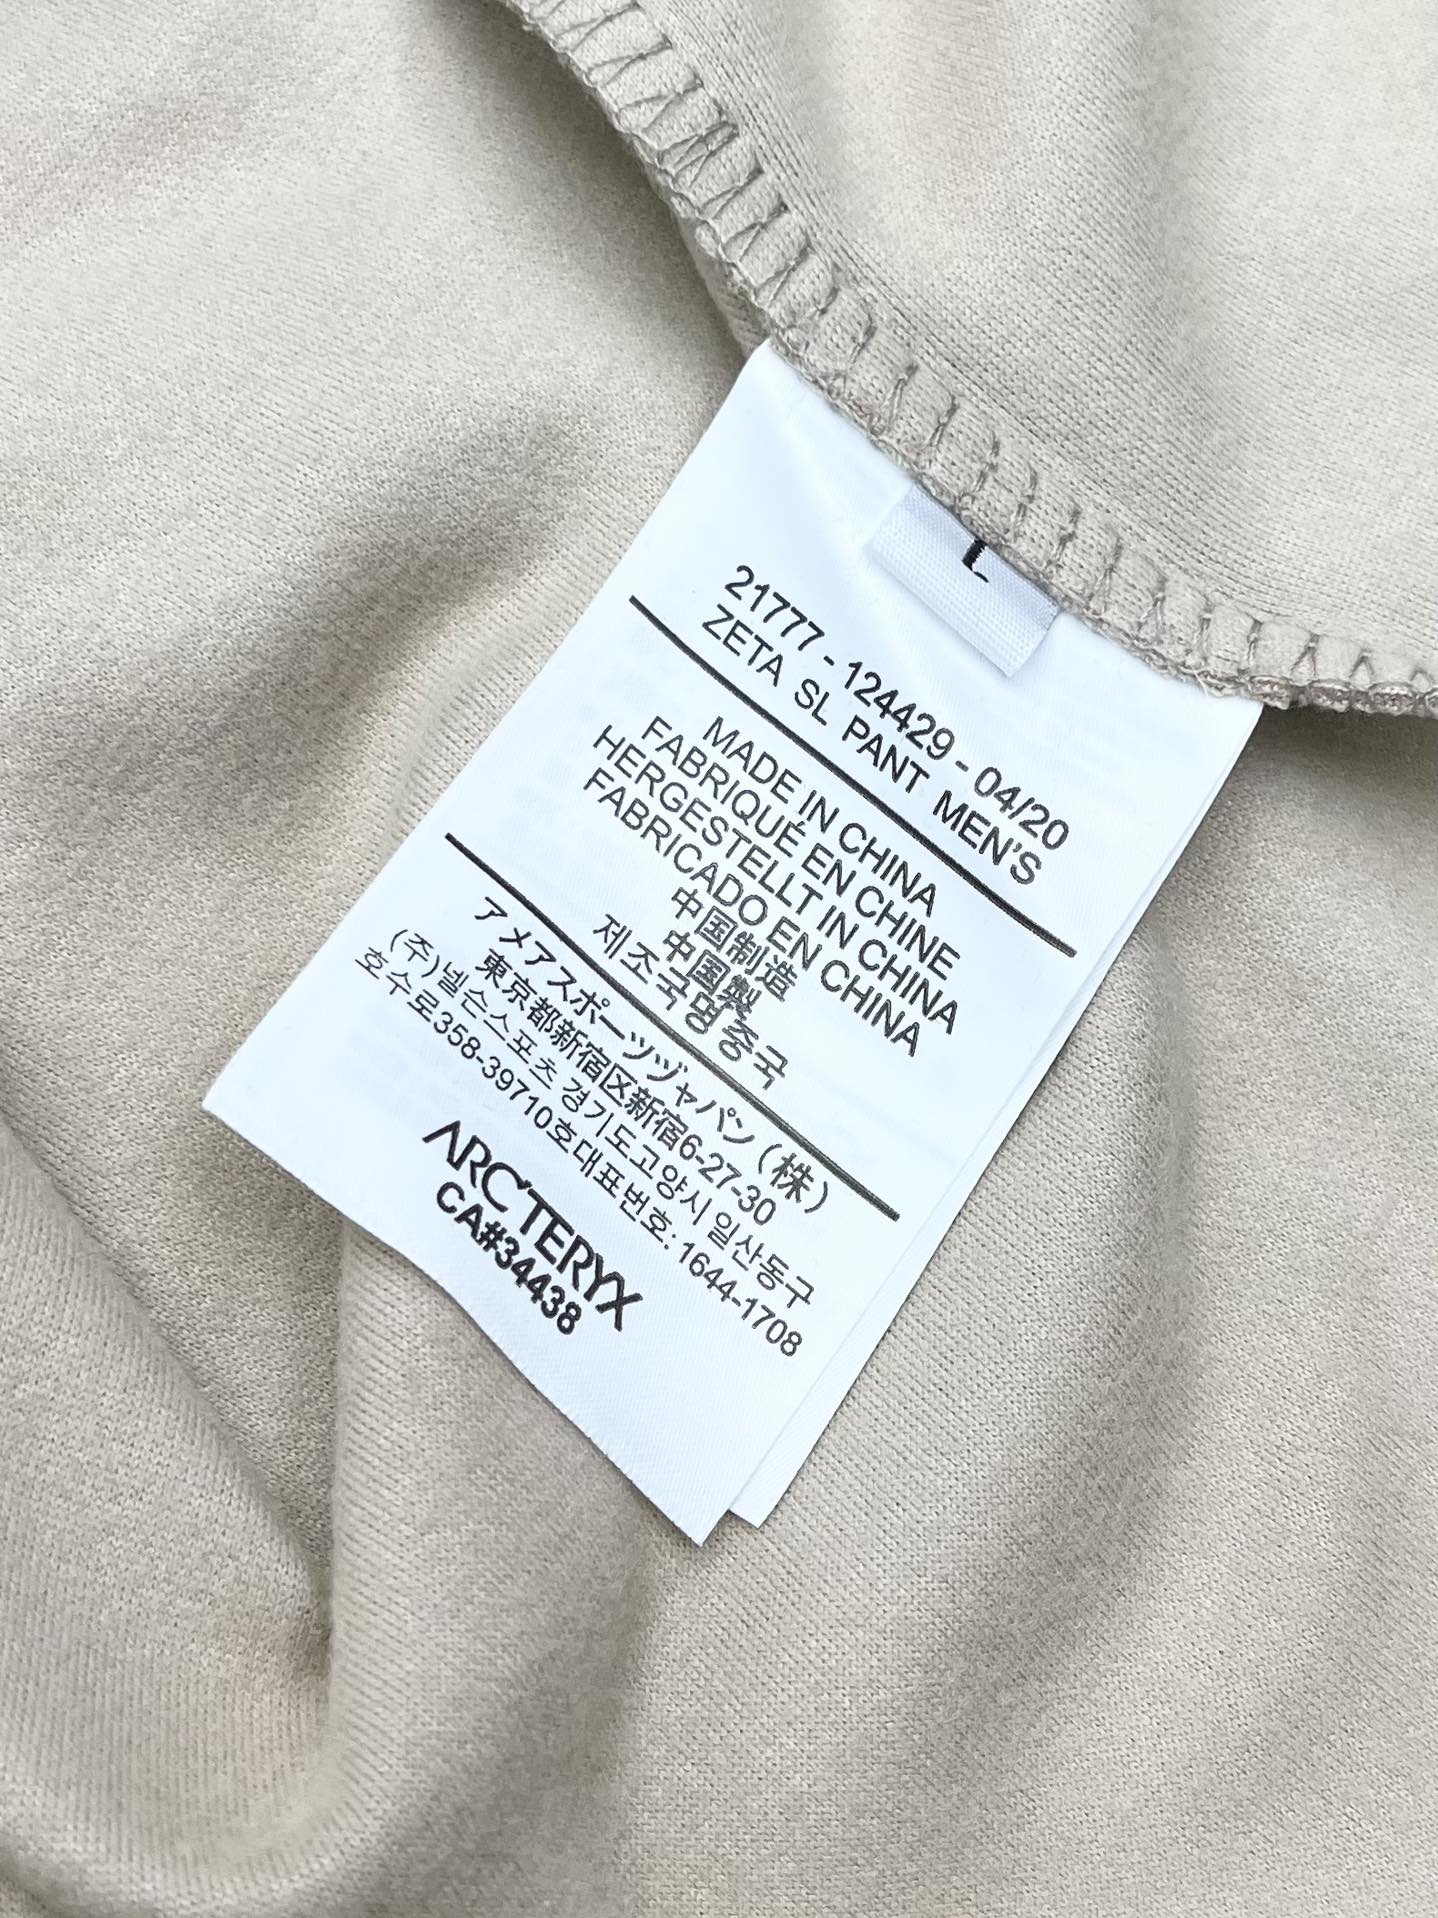 L
21777 - 124429 - 04/20
ZETA SL PANT MEN'S
MADE IN CHINA
FABRIQUÉ EN CHINE
HERGESTELLT IN CHINA
FABRICADO EN CHINA
中国制造
中国製
제조국명중국
アメアスポーツジャパン（株）
東京都新宿区新宿6-27-30
(주)넬슨스포츠 경기도고양시 일산동구
호수로358-39710호대표번호: 1644-1708
ARC'TERYX
CA#34438